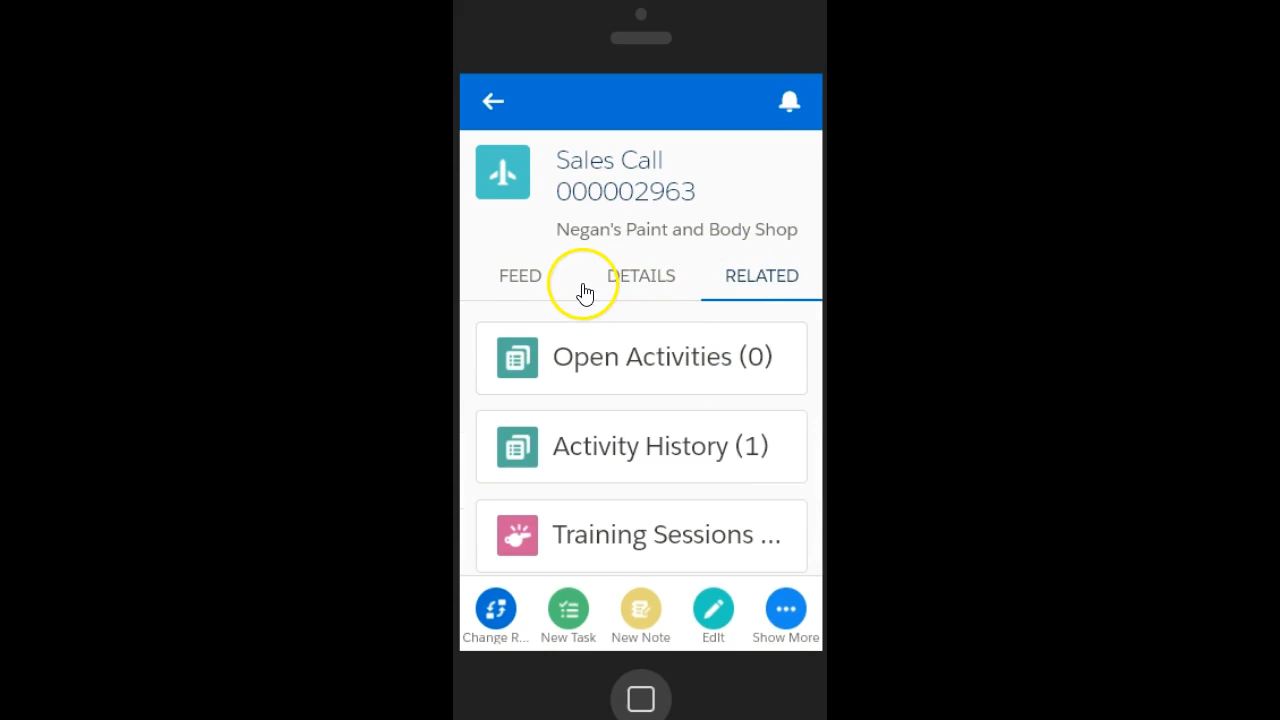 Sales Call
000002963
Negan's Paint and Body Shop
FEED DETAILS RELATED
Open Activities (0)
Activity History (1)
Training Sessions ...
Change R... New Task New Note Edit Show More